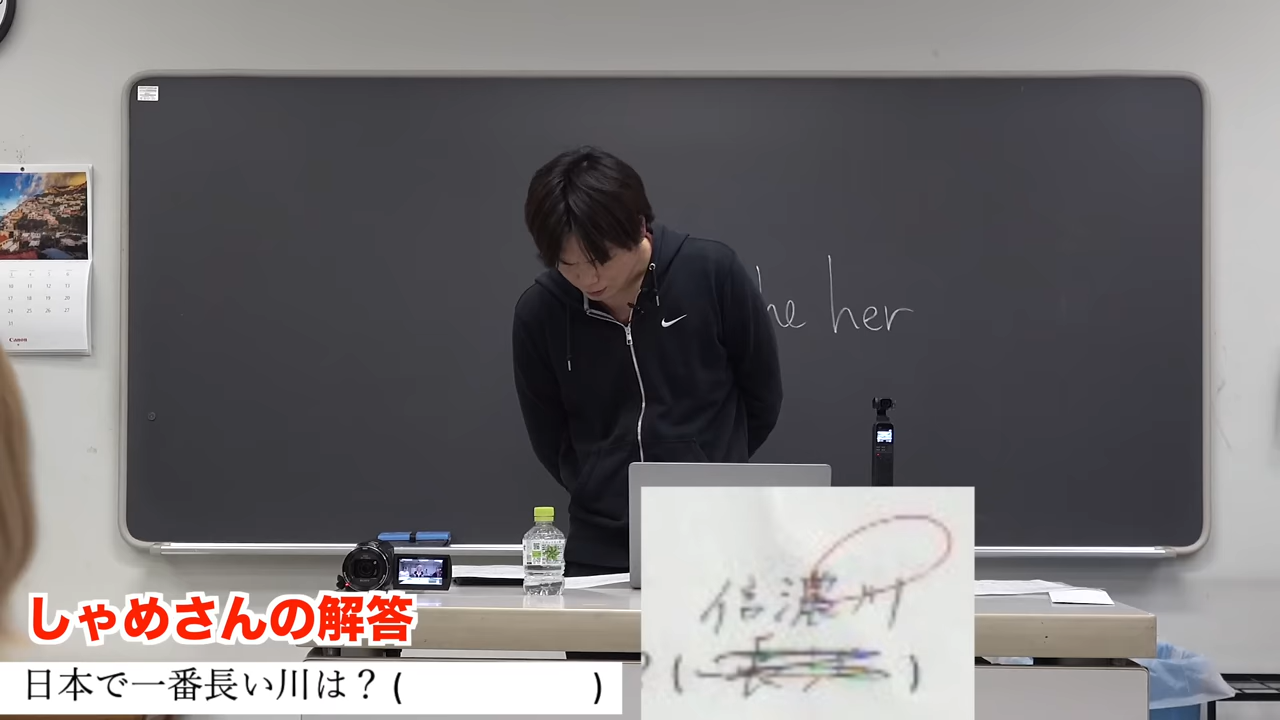 he her
Canon
しゃめさんの解答
日本で一番長い川は？(　　　　　)
信濃川
(　　　　　)